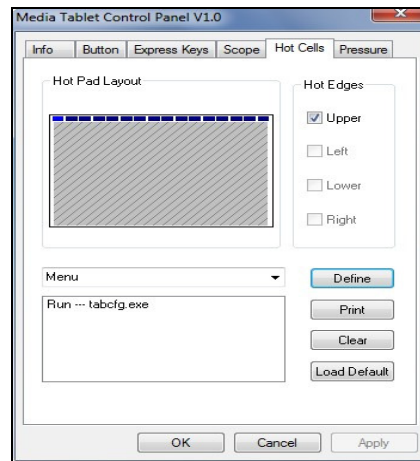 Media Tablet Control Panel V1.0
Info Button Express Keys Scope Hot Cells Pressure
Hot Pad Layout
Hot Edges
Upper
Left
Lower
Right
Menu
Define
Run --- tabcfg.exe
Print
Clear
Load Default
OK Cancel Apply